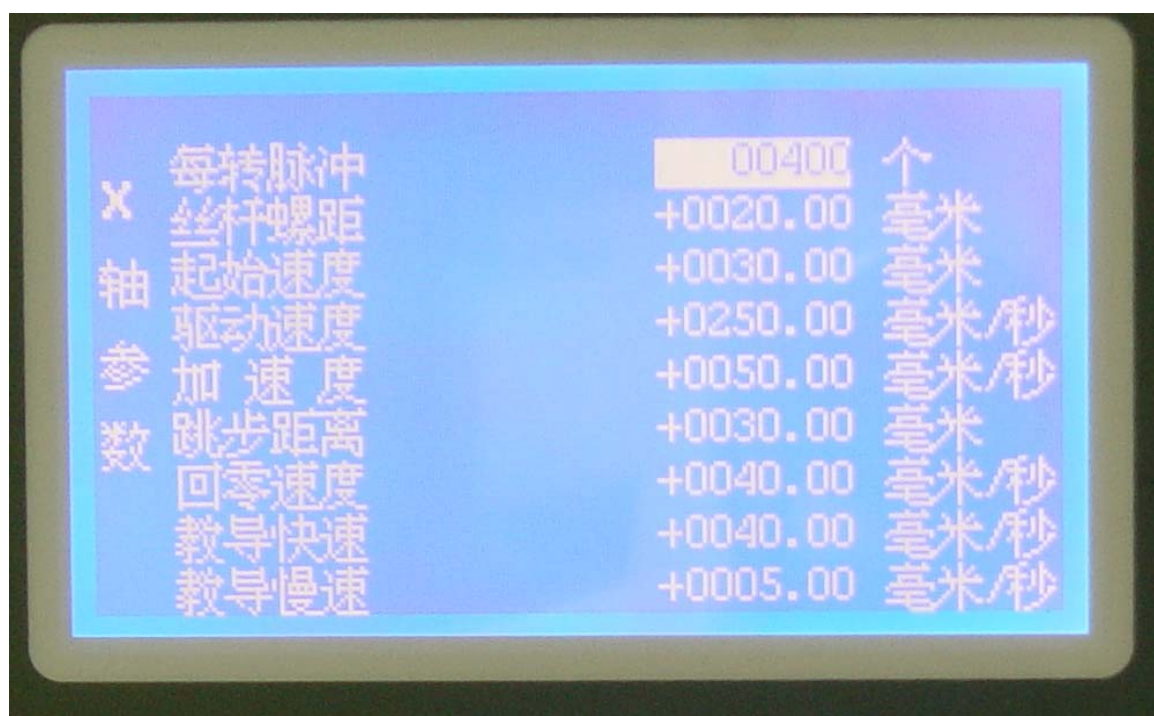 X轴参数
每转脉冲 00400 个
丝杆螺距 +0020.00 毫米
起始速度 +0030.00 毫米
驱动速度 +0250.00 毫米/秒
加 速 度 +0050.00 毫米/秒
跳步距离 +0030.00 毫米
回零速度 +0040.00 毫米/秒
教导快速 +0040.00 毫米/秒
教导慢速 +0005.00 毫米/秒